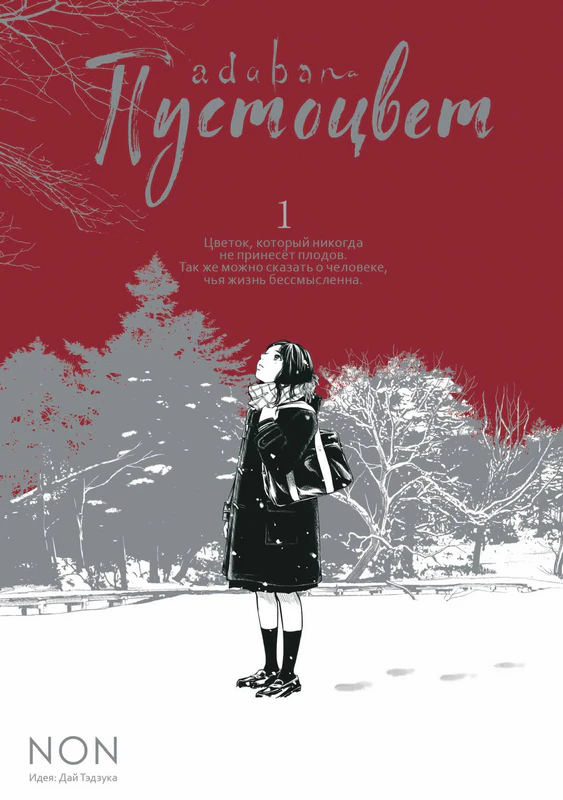 adabana
Пустоцвет
1
Цветок, который никогда
не принесёт плодов.
Так же можно сказать о человеке,
чья жизнь бессмысленна.
NON
Идея: Дай Тэдзука